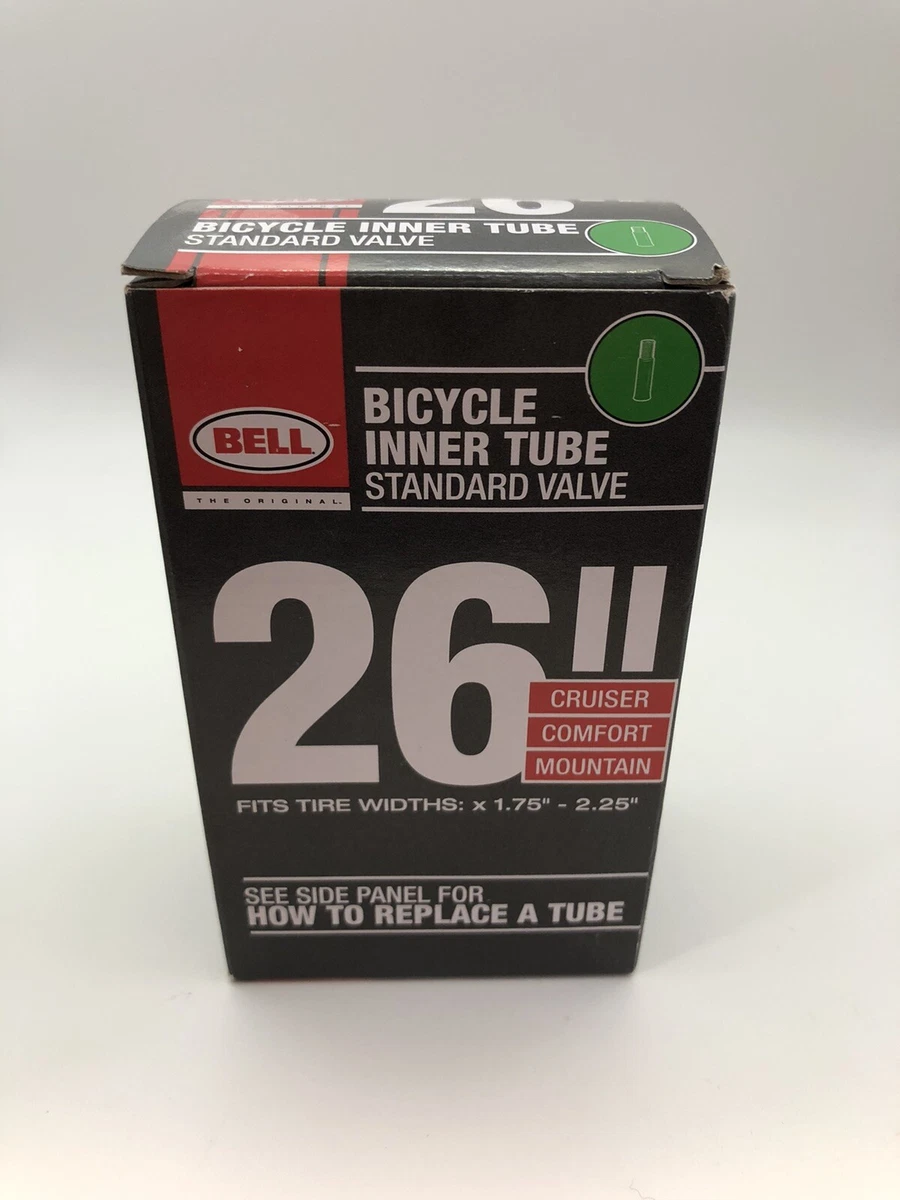 26"
BICYCLE INNER TUBE
STANDARD VALVE
BELL
THE ORIGINAL.
BICYCLE
INNER TUBE
STANDARD VALVE
26"
CRUISER
COMFORT
MOUNTAIN
FITS TIRE WIDTHS: x 1.75" - 2.25"
SEE SIDE PANEL FOR
HOW TO REPLACE A TUBE